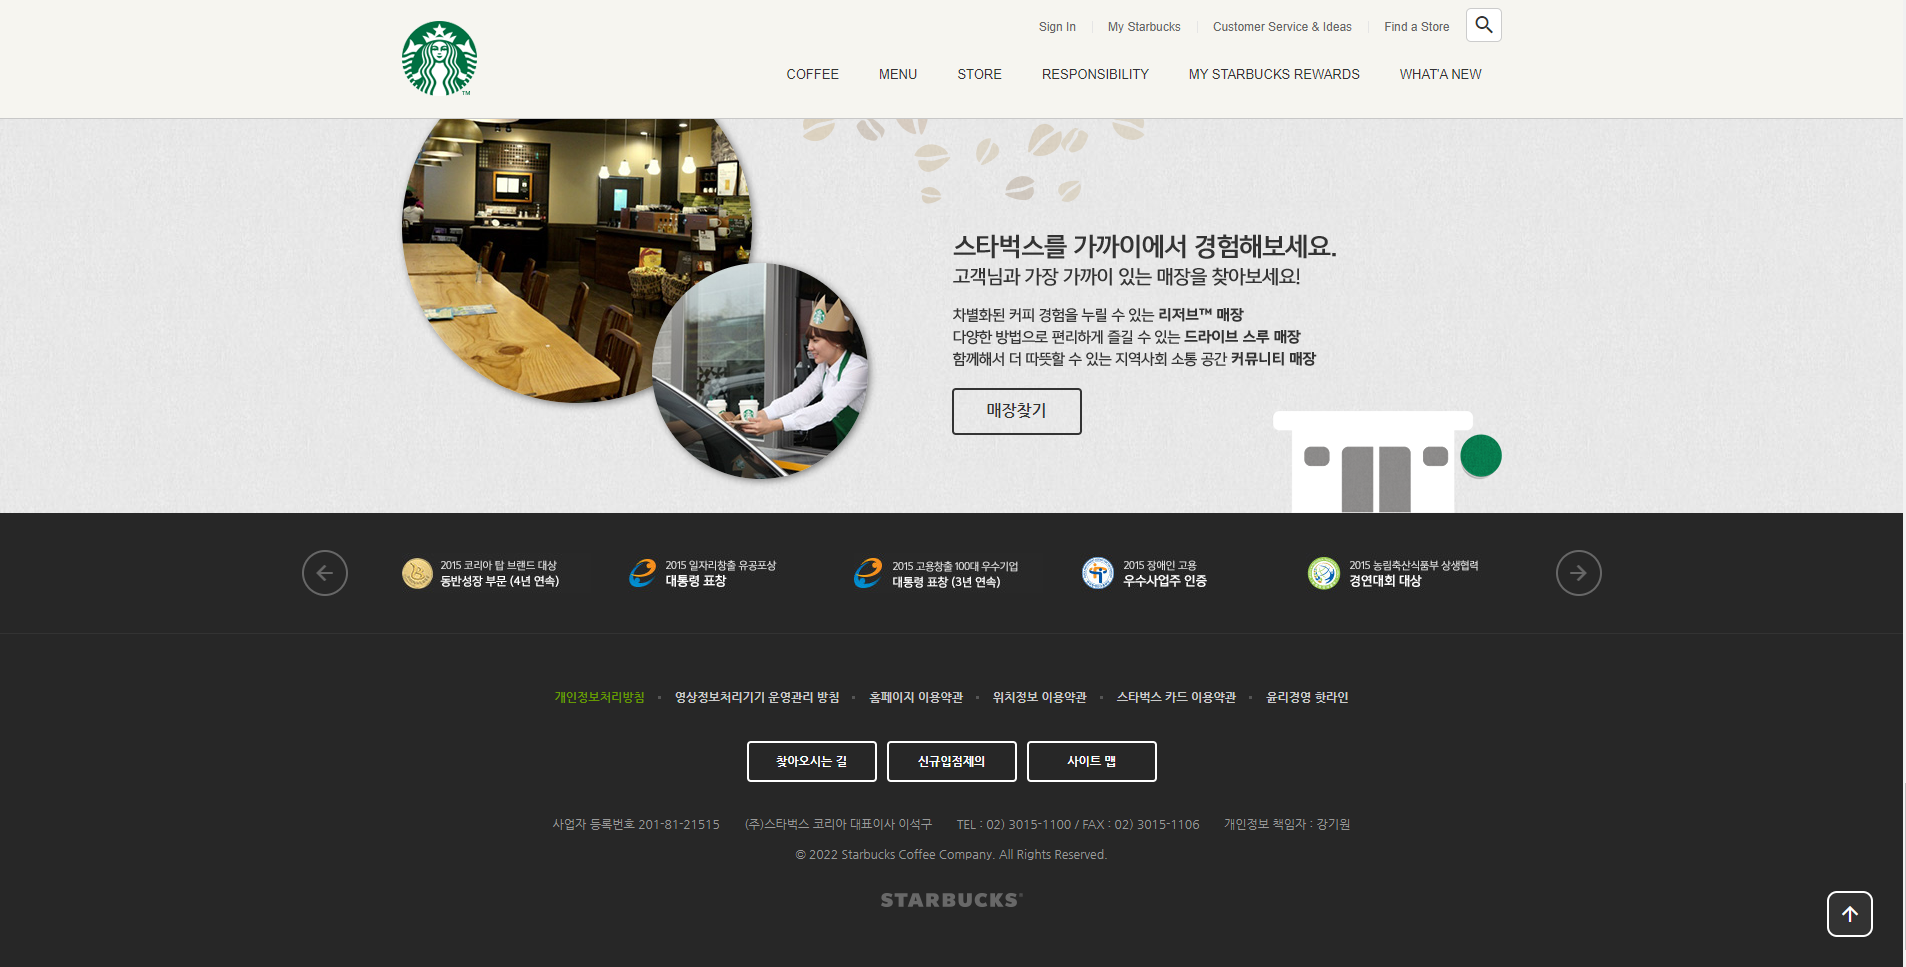 Sign In
My Starbucks
Customer Service & Ideas
Find a Store
COFFEE
MENU
STORE
RESPONSIBILITY
MY STARBUCKS REWARDS
WHAT'A NEW
TM
스타벅스를 가까이에서 경험해보세요.
고객님과 가장 가까이 있는 매장을 찾아보세요!
차별화된 커피 경험을 누릴 수 있는 리저브™ 매장
다양한 방법으로 편리하게 즐길 수 있는 드라이브 스루 매장
함께해서 더 따뜻할 수 있는 지역사회 소통 공간 커뮤니티 매장
매장찾기
2015 코리아 탑 브랜드 대상
동반성장 부문 (4년 연속)
2015 일자리창출 유공포상
대통령 표창
2015 고용창출 100대 우수기업
대통령 표창 (3년 연속)
2015 장애인 고용
우수사업주 인증
2015 농림축산식품부 상생협력
경연대회 대상
개인정보처리방침
영상정보처리기기 운영관리 방침
홈페이지 이용약관
위치정보 이용약관
스타벅스 카드 이용약관
윤리경영 핫라인
찾아오시는 길
신규입점제의
사이트 맵
사업자 등록번호 201-81-21515
(주)스타벅스 코리아 대표이사 이석구
TEL : 02) 3015-1100 / FAX : 02) 3015-1106
개인정보 책임자 : 강기원
© 2022 Starbucks Coffee Company. All Rights Reserved.
STARBUCKS®